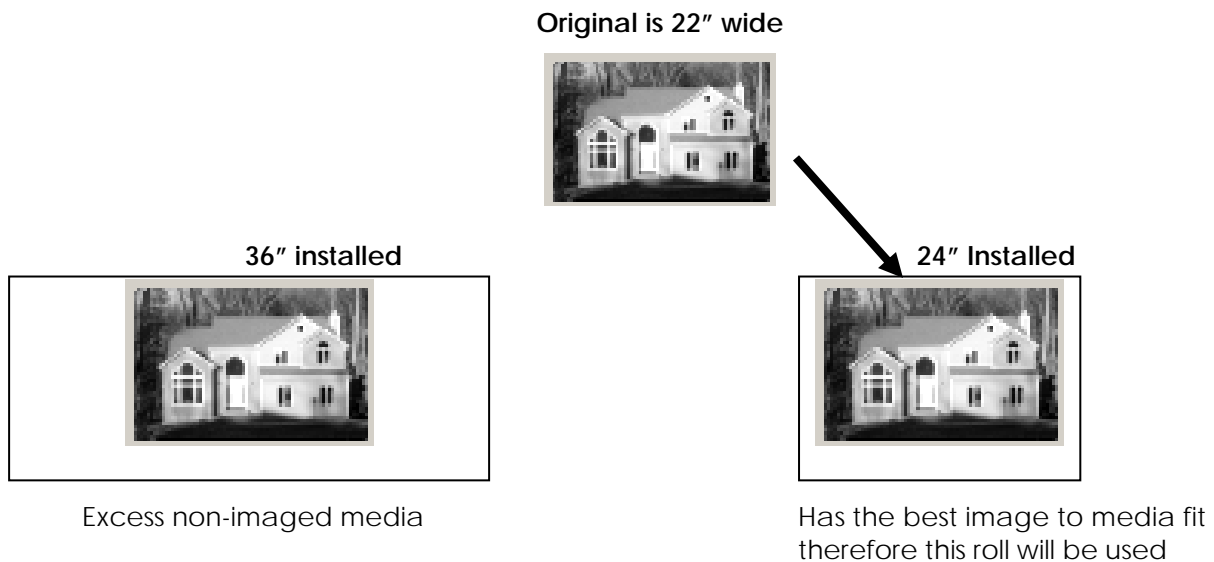 Original is 22” wide
36” installed
24” Installed
Excess non-imaged media
Has the best image to media fit
therefore this roll will be used